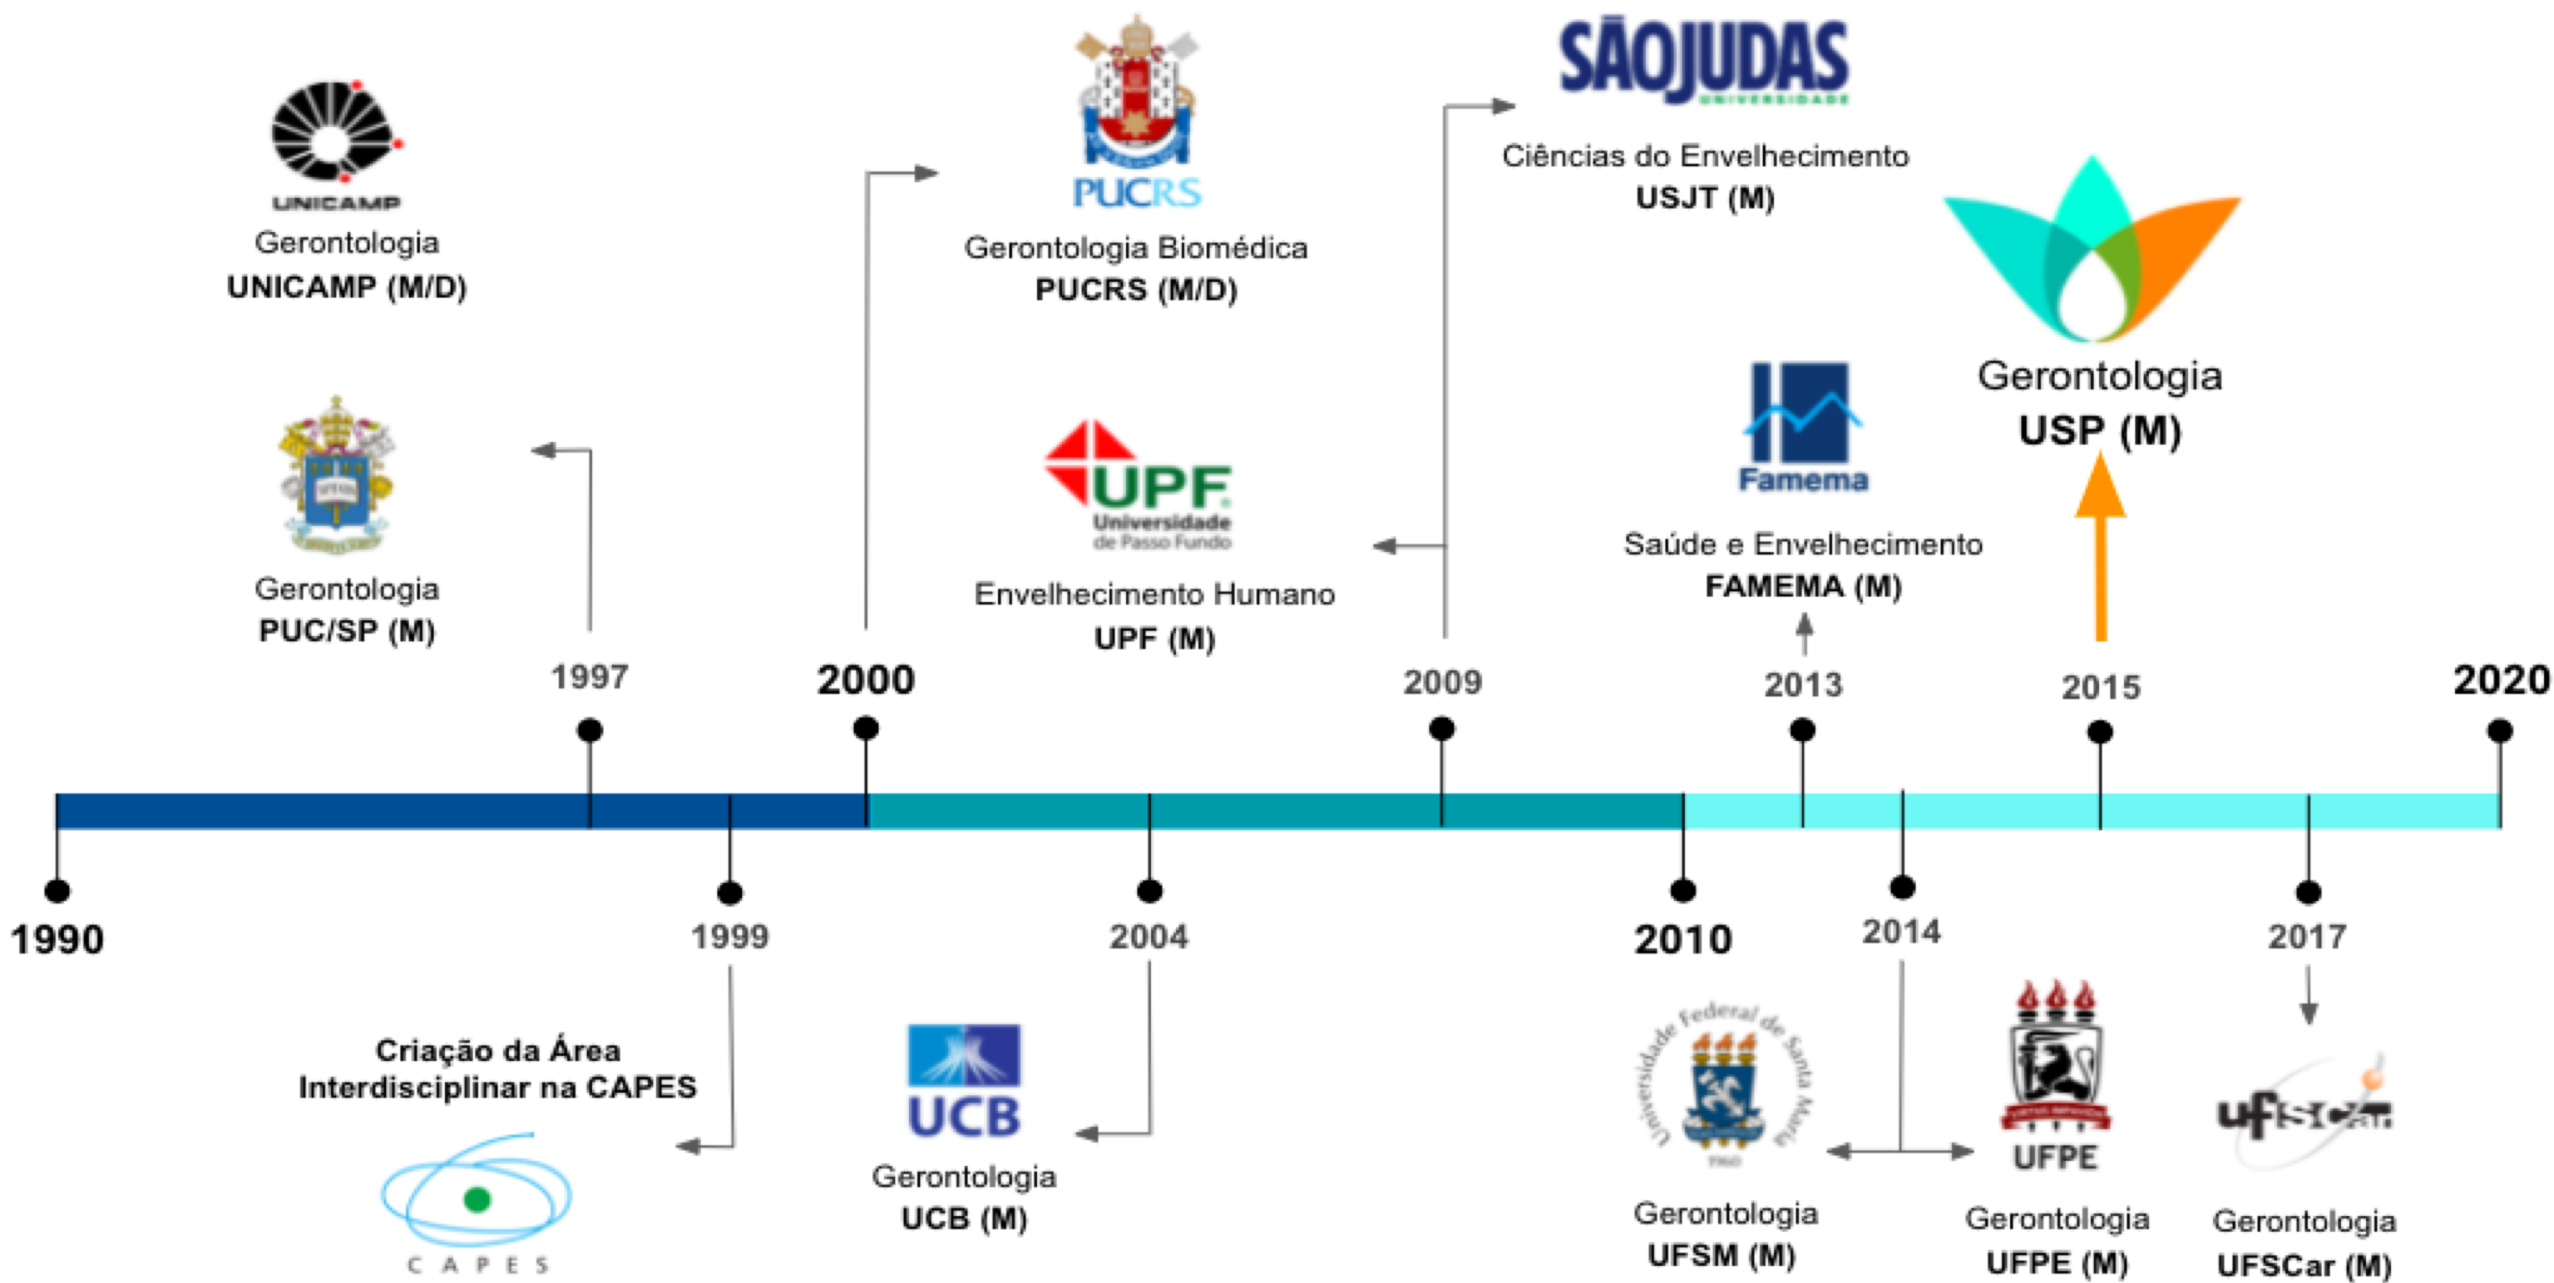 UNICAMP
Gerontologia
UNICAMP (M/D)
Gerontologia
PUC/SP (M)
PUCRS
Gerontologia Biomédica
PUCRS (M/D)
UPF
Universidade
de Passo Fundo
Envelhecimento Humano
UPF (M)
SÃOJUDAS
UNIVERSIDADE
Ciências do Envelhecimento
USJT (M)
Famema
Saúde e Envelhecimento
FAMEMA (M)
Gerontologia
USP (M)
1997
2000
2009
2013
2015
2020
1990
1999
2004
2010
2014
2017
Criação da Área
Interdisciplinar na CAPES
CAPES
UCB
Gerontologia
UCB (M)
Universidade Federal de Santa Maria
1960
Gerontologia
UFSM (M)
UFPE
Gerontologia
UFPE (M)
ufscar
Gerontologia
UFSCar (M)